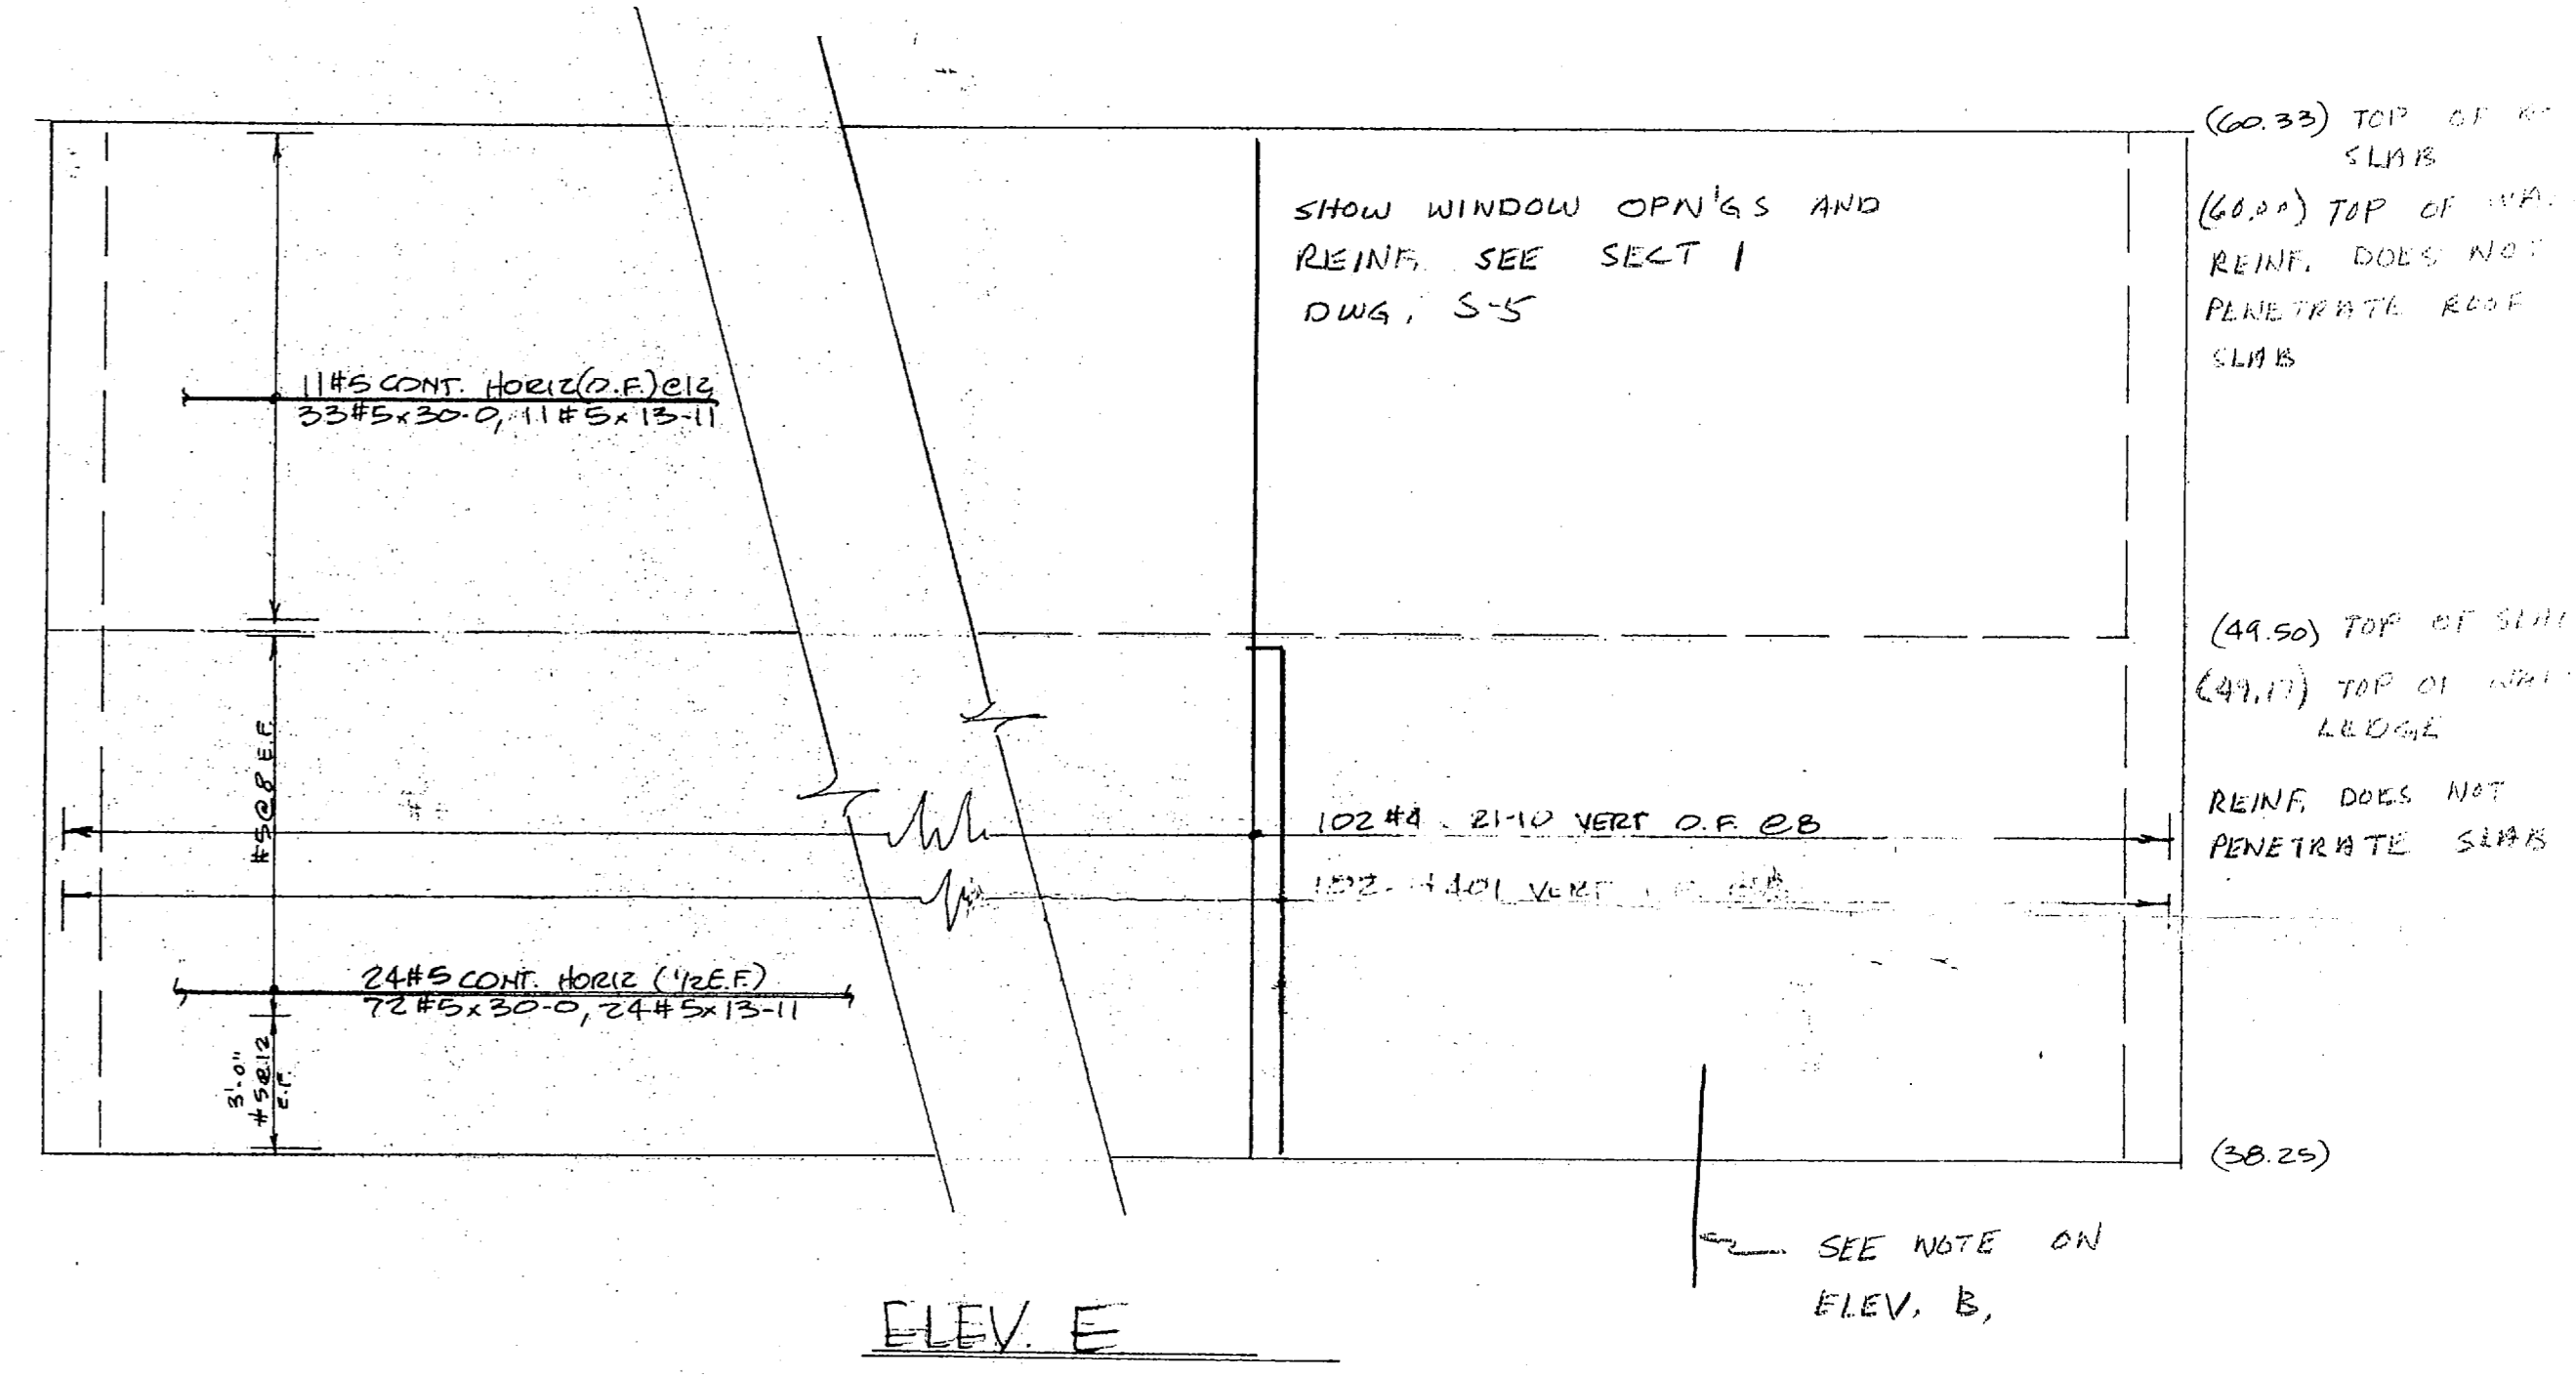 (60.33) TOP OF
SLAB
(60.00) TOP OF
REINF. DOES NOT
PENETRATE ROOF
SLAB
SHOW WINDOW OPN'GS AND
REINF. SEE SECT 1
DWG. S-5
11#5 CONT. HORIZ(O.F.)@12
33#5x30-0, 11#5x13-11
(49.50) TOP OF
(49.17) TOP OF
LEDGE
REINF. DOES NOT
PENETRATE SLAB
#5@8 E.F.
102 #4 21-10 VERT O.F. @8
102- 4401 VERT
24#5 CONT. HORIZ (1/2 E.F.)
72#5x30-0, 24#5x13-11
3'-0"
#5@12
E.F.
(38.25)
SEE NOTE ON
ELEV. B,
ELEV. E